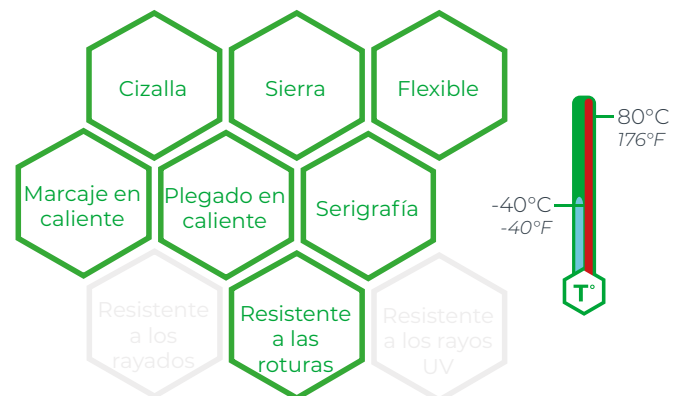 Cizalla
Sierra
Flexible
Marcaje en
caliente
Plegado en
caliente
Serigrafía
Resistente
a los
rayados
Resistente
a las
roturas
Resistente
a los rayos
UV
80°C
176°F
-40°C
-40°F
T°